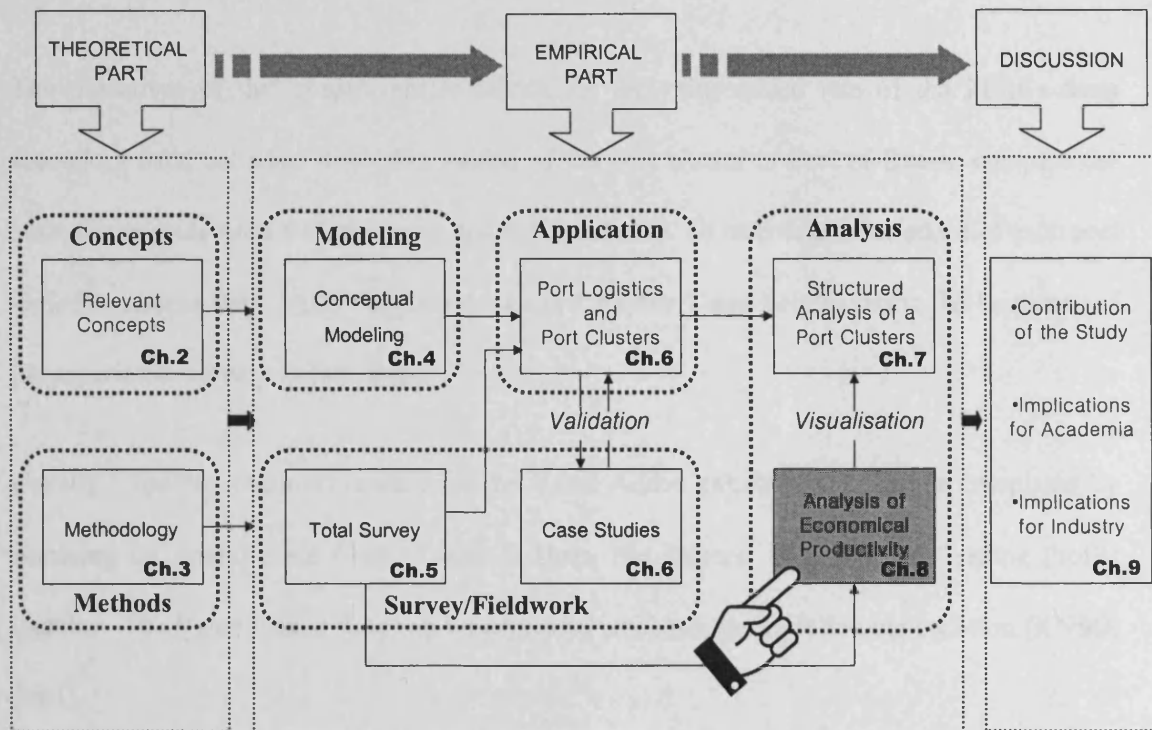 THEORETICAL
PART
EMPIRICAL
PART
DISCUSSION
Concepts
Relevant
Concepts
Ch.2
Methodology
Ch.3
Methods
Modeling
Conceptual
Modeling
Ch.4
Application
Port Logistics
and
Port Clusters
Ch.6
Validation
Total Survey
Ch.5
Case Studies
Ch.6
Survey/Fieldwork
Analysis
Structured
Analysis of a
Port Clusters
Ch.7
Visualisation
Analysis of
Economical
Productivity
Ch.8
•Contribution
of the Study
•Implications
for Academia
•Implications
for Industry
Ch.9